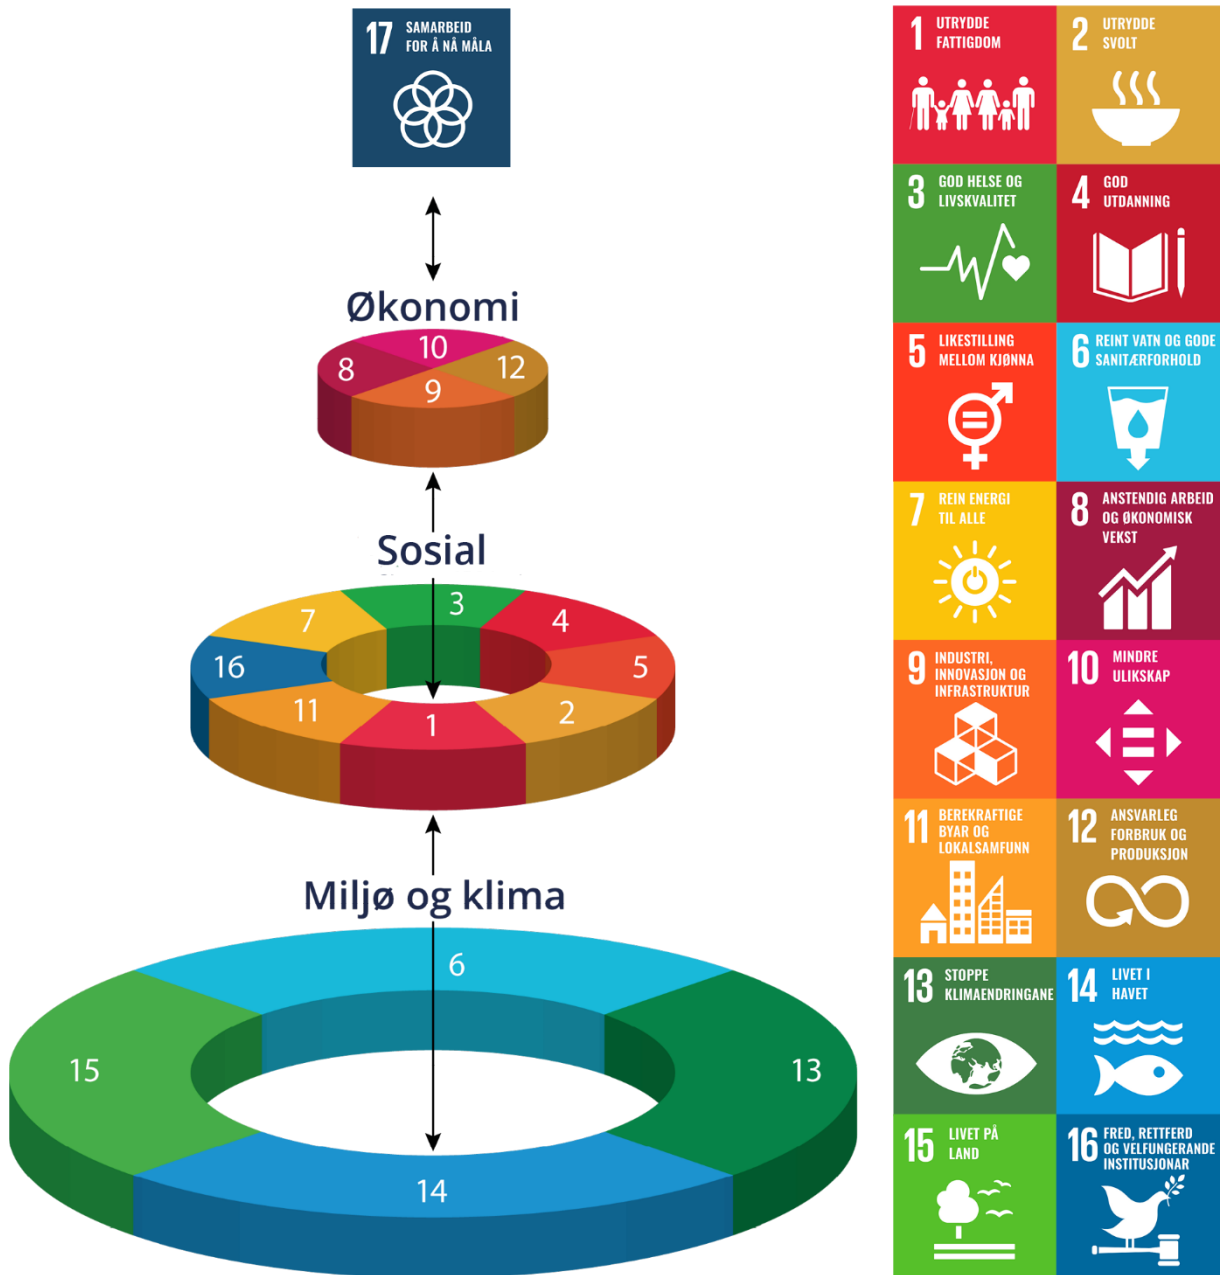 17 SAMARBEID
FOR Å NÅ MÅLA
Økonomi
10
8
12
9
Sosial
3
7
4
16
5
11
2
1
Miljø og klima
6
15
13
14
1 UTRYDDE
FATTIGDOM
2 UTRYDDE
SVOLT
3 GOD HELSE OG
LIVSKVALITET
4 GOD
UTDANNING
5 LIKESTILLING
MELLOM KJØNNA
6 REINT VATN OG GODE
SANITÆRFORHOLD
7 REIN ENERGI
TIL ALLE
8 ANSTENDIG ARBEID
OG ØKONOMISK
VEKST
9 INDUSTRI,
INNOVASJON OG
INFRASTRUKTUR
10 MINDRE
ULIKSKAP
11 BEREKRAFTIGE
BYAR OG
LOKALSAMFUNN
12 ANSVARLEG
FORBRUK OG
PRODUKSJON
13 STOPPE
KLIMAENDRINGANE
14 LIVET I
HAVET
15 LIVET PÅ
LAND
16 FRED, RETTFERD
OG VELFUNGERANDE
INSTITUSJONAR